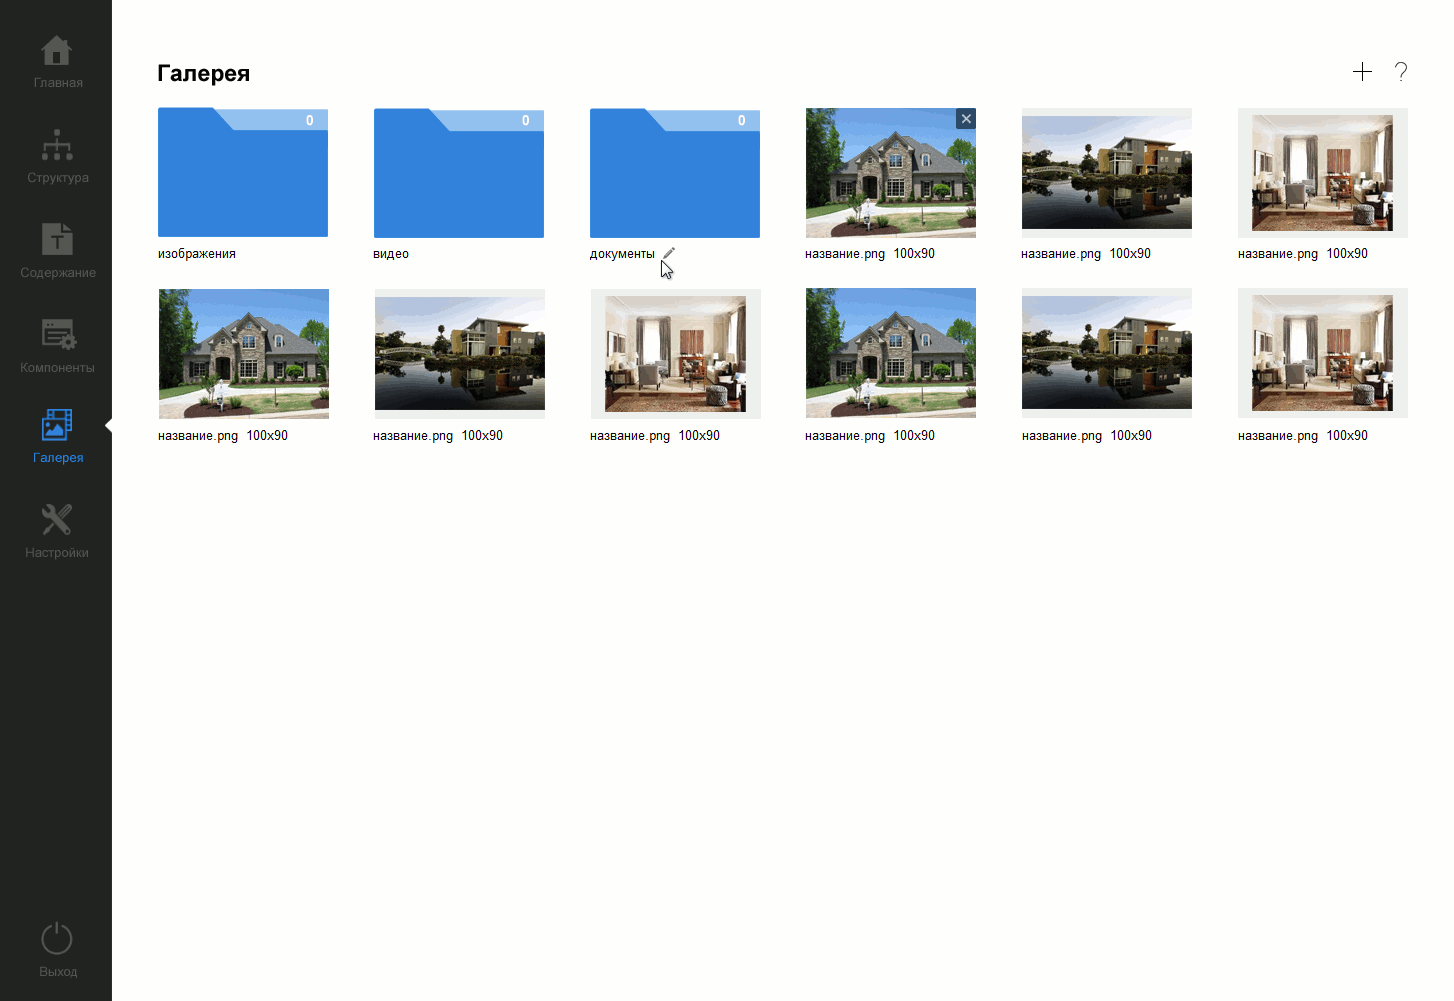 Главная
Структура
Содержание
Компоненты
Галерея
Настройки
Выход
Галерея
0
0
0
изображения
видео
документы
название.png 100x90
название.png 100x90
название.png 100x90
название.png 100x90
название.png 100x90
название.png 100x90
название.png 100x90
название.png 100x90
название.png 100x90